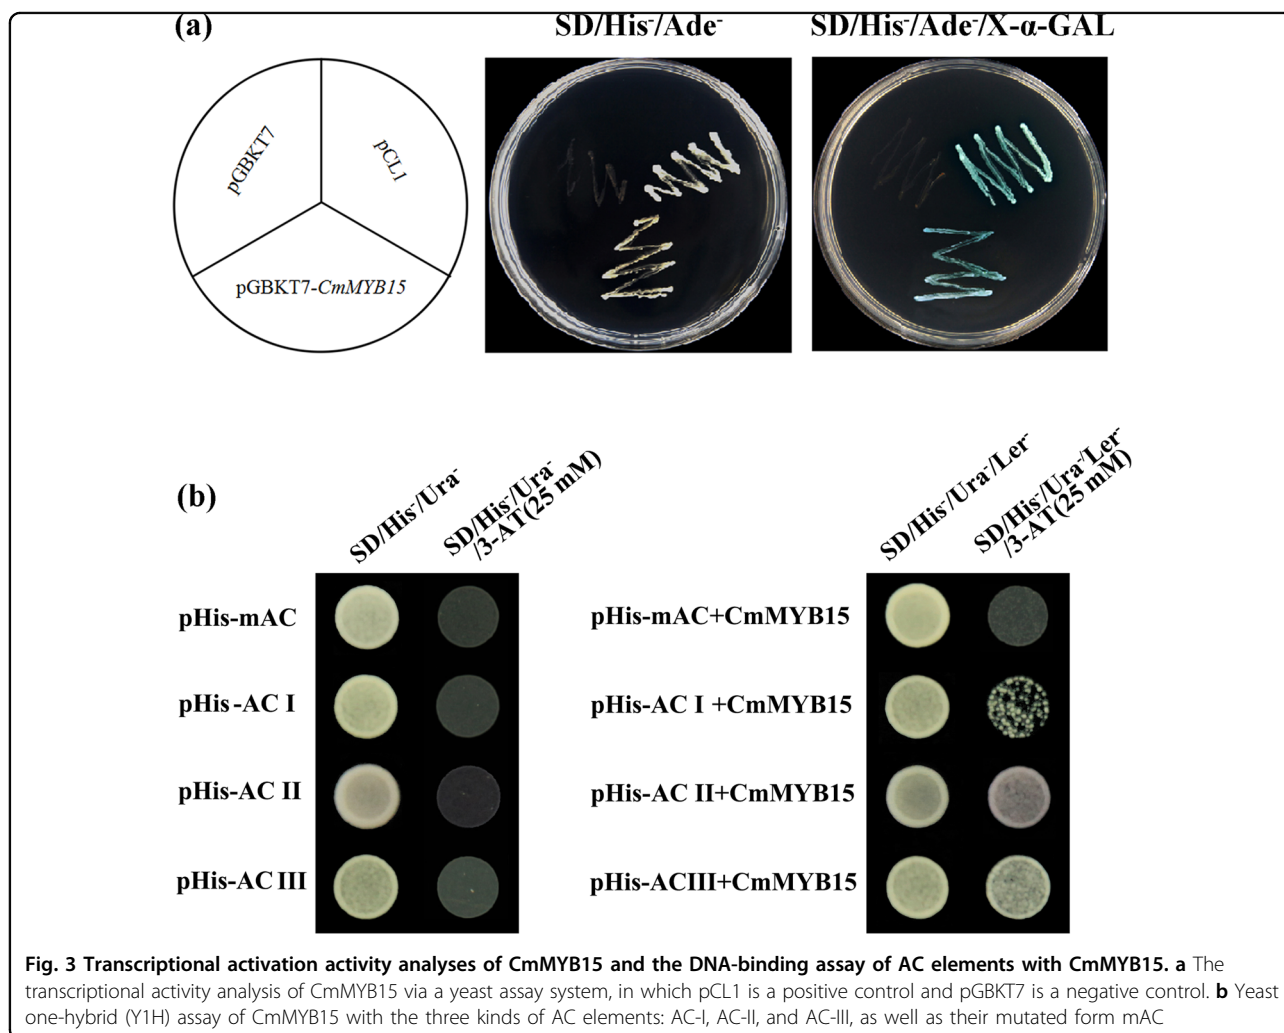 (a)
SD/His⁻/Ade⁻
SD/His⁻/Ade⁻/X-α-GAL
pGBKT7
pCL1
pGBKT7-CmMYB15
(b)
SD/His⁻/Ura⁻
SD/His⁻/Ura⁻
/3-AT(25 mM)
SD/His⁻/Ura⁻/Ler⁻
SD/His⁻/Ura⁻/Ler⁻
/3-AT(25 mM)
pHis-mAC
pHis-AC I
pHis-AC II
pHis-AC III
pHis-mAC+CmMYB15
pHis-AC I +CmMYB15
pHis-AC II+CmMYB15
pHis-ACIII+CmMYB15
Fig. 3 Transcriptional activation activity analyses of CmMYB15 and the DNA-binding assay of AC elements with CmMYB15. a The
transcriptional activity analysis of CmMYB15 via a yeast assay system, in which pCL1 is a positive control and pGBKT7 is a negative control. b Yeast
one-hybrid (Y1H) assay of CmMYB15 with the three kinds of AC elements: AC-I, AC-II, and AC-III, as well as their mutated form mAC